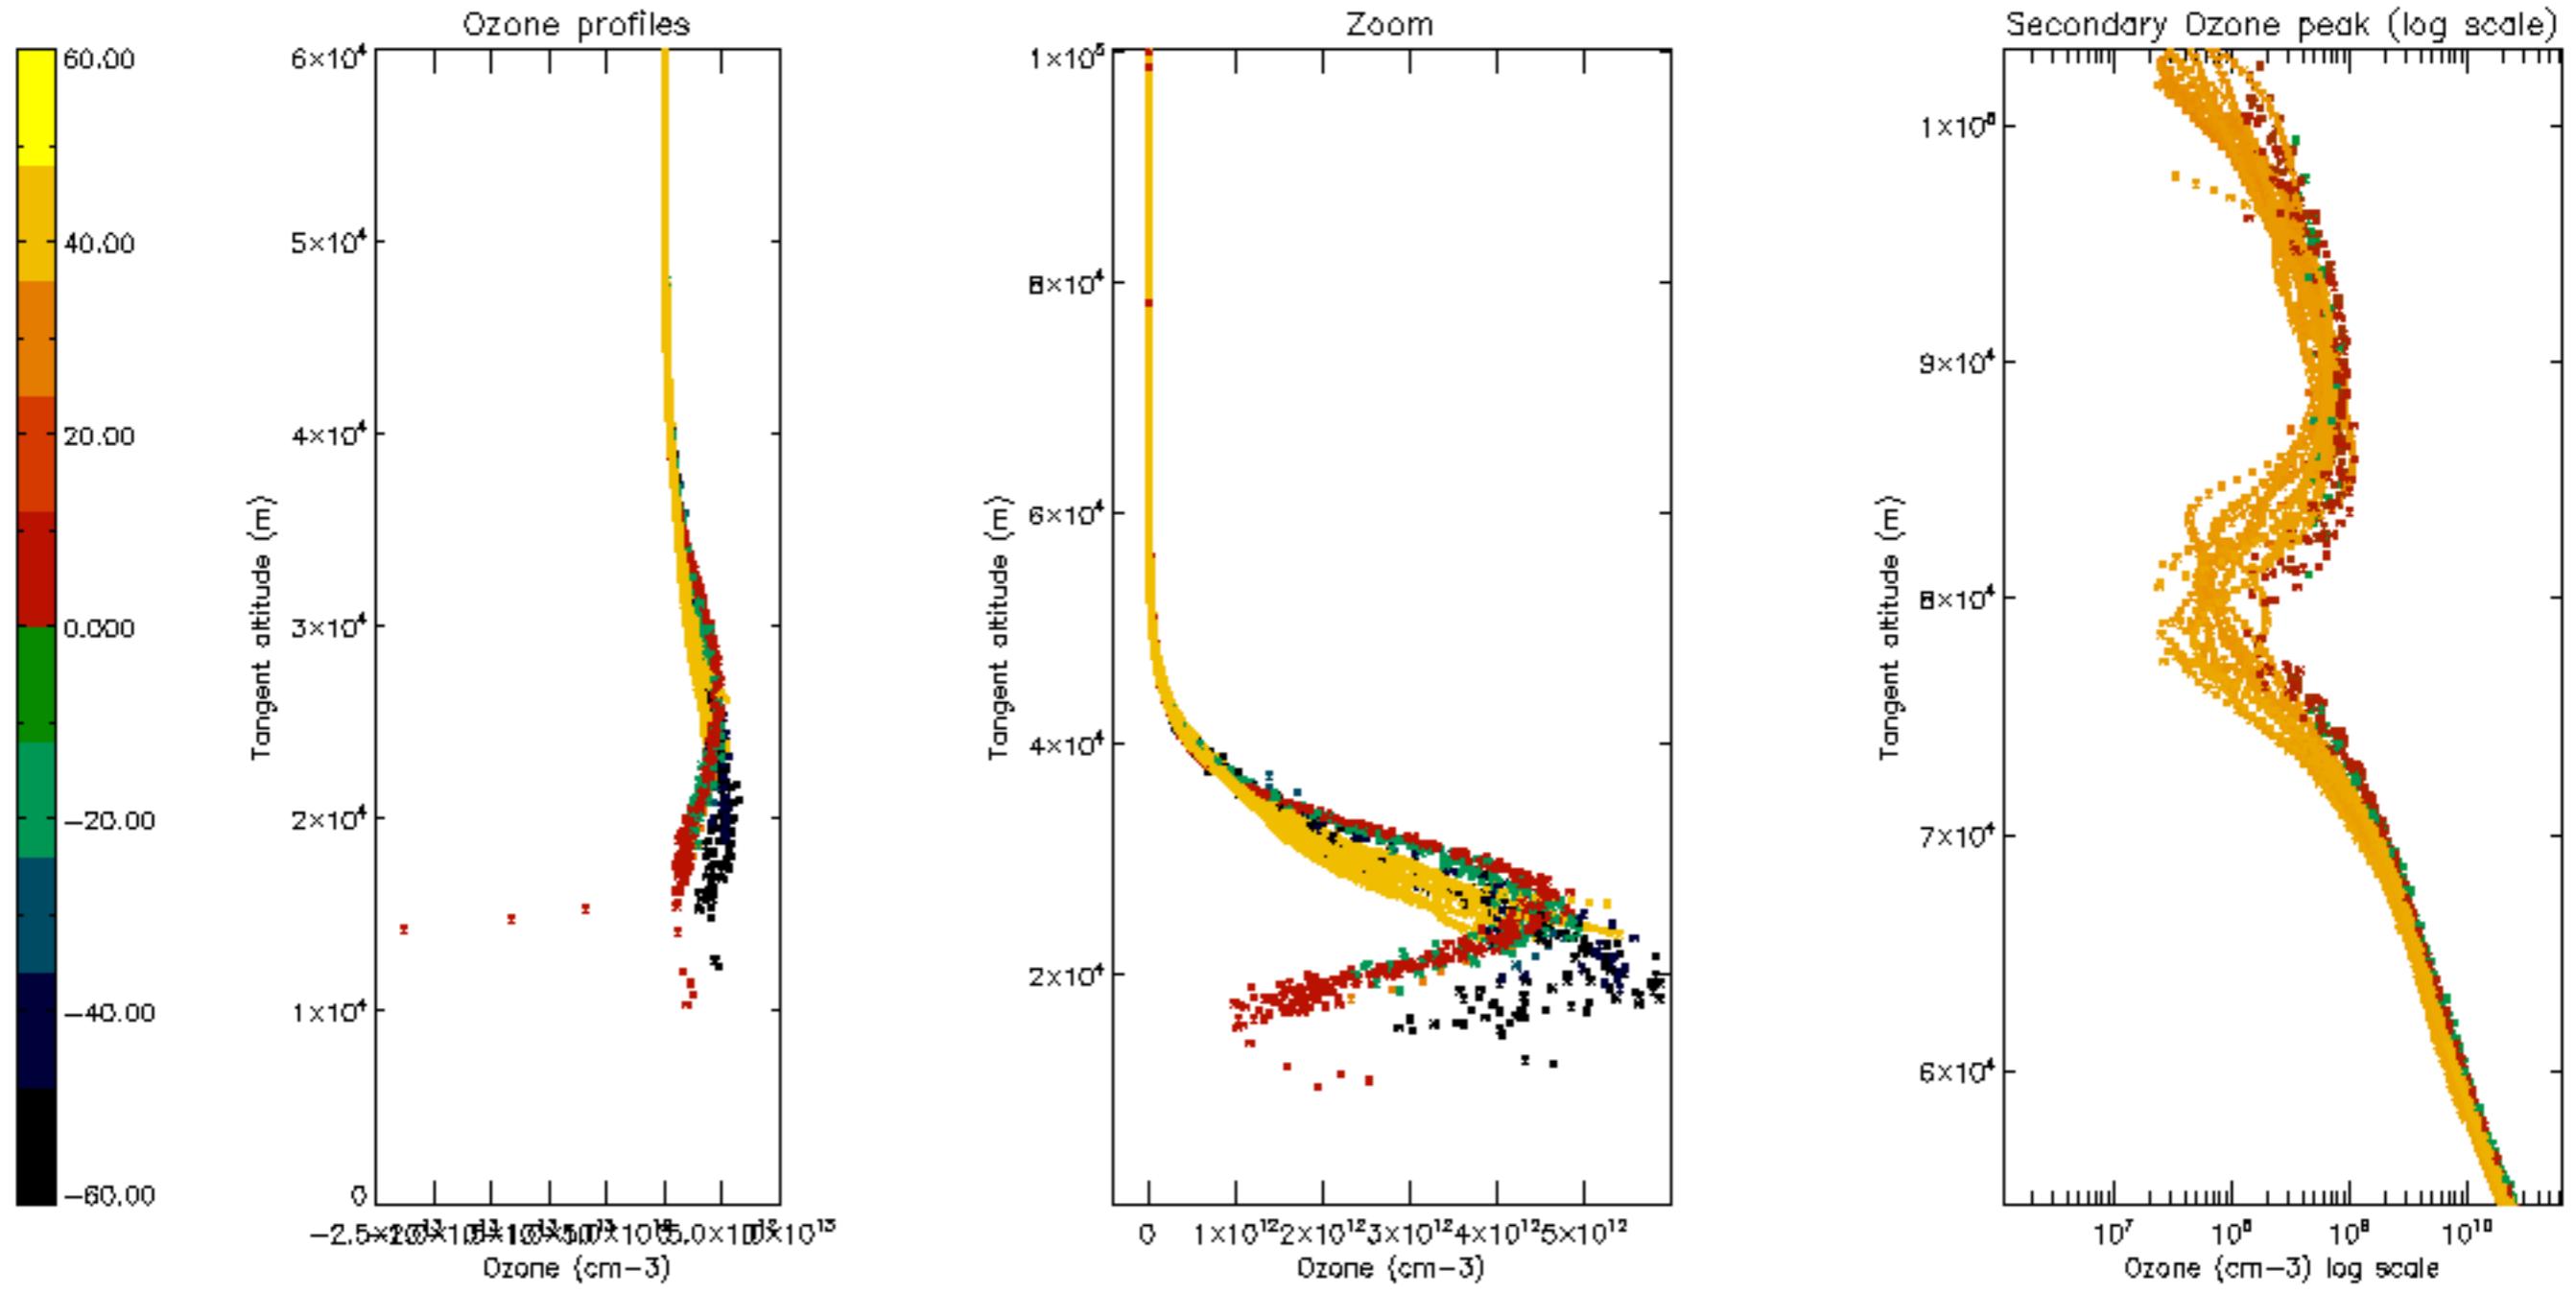 Ozone profiles
Zoom
Secondary Ozone peak (log scale)
60.00
40.00
20.00
0.000
−20.00
−40.00
−60.00
6×10⁴
5×10⁴
4×10⁴
3×10⁴
2×10⁴
1×10⁴
0
Tangent altitude (m)
Ozone (cm−3)
1×10⁵
8×10⁴
6×10⁴
4×10⁴
2×10⁴
Tangent altitude (m)
0 1×10¹² 2×10¹² 3×10¹² 4×10¹² 5×10¹²
Ozone (cm−3)
1×10⁵
9×10⁴
8×10⁴
7×10⁴
6×10⁴
Tangent altitude (m)
10⁷ 10⁸ 10⁹ 10¹⁰
Ozone (cm−3) log scale